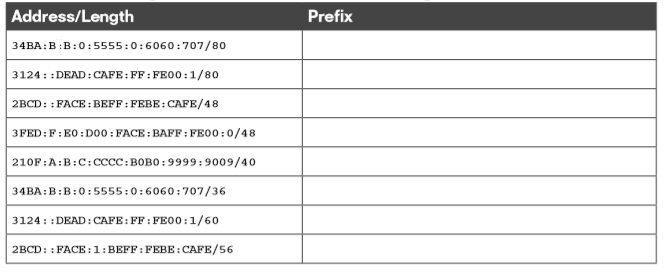 Address/Length Prefix
34BA:B:B:0:5555:0:6060:707/80
3124::DEAD:CAFE:FF:FE00:1/80
2BCD::FACE:BEFF:FEBE:CAFE/48
3FED:F:E0:D00:FACE:BAFF:FE00:0/48
210F:A:B:C:CCCC:B0B0:9999:9009/40
34BA:B:B:0:5555:0:6060:707/36
3124::DEAD:CAFE:FF:FE00:1/60
2BCD::FACE:1:BEFF:FEBE:CAFE/56